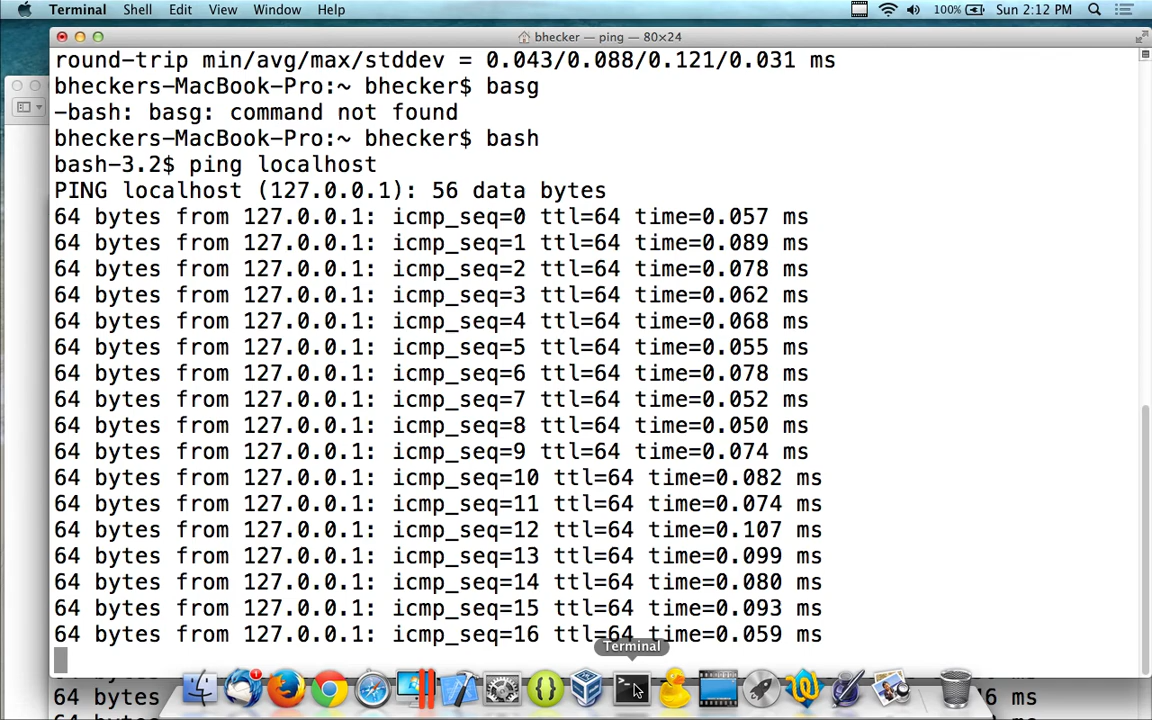 Terminal Shell Edit View Window Help 100% Sun 2:12 PM
bhecker — ping — 80×24
round-trip min/avg/max/stddev = 0.043/0.088/0.121/0.031 ms
bheckers-MacBook-Pro:~ bhecker$ basg
-bash: basg: command not found
bheckers-MacBook-Pro:~ bhecker$ bash
bash-3.2$ ping localhost
PING localhost (127.0.0.1): 56 data bytes
64 bytes from 127.0.0.1: icmp_seq=0 ttl=64 time=0.057 ms
64 bytes from 127.0.0.1: icmp_seq=1 ttl=64 time=0.089 ms
64 bytes from 127.0.0.1: icmp_seq=2 ttl=64 time=0.078 ms
64 bytes from 127.0.0.1: icmp_seq=3 ttl=64 time=0.062 ms
64 bytes from 127.0.0.1: icmp_seq=4 ttl=64 time=0.068 ms
64 bytes from 127.0.0.1: icmp_seq=5 ttl=64 time=0.055 ms
64 bytes from 127.0.0.1: icmp_seq=6 ttl=64 time=0.078 ms
64 bytes from 127.0.0.1: icmp_seq=7 ttl=64 time=0.052 ms
64 bytes from 127.0.0.1: icmp_seq=8 ttl=64 time=0.050 ms
64 bytes from 127.0.0.1: icmp_seq=9 ttl=64 time=0.074 ms
64 bytes from 127.0.0.1: icmp_seq=10 ttl=64 time=0.082 ms
64 bytes from 127.0.0.1: icmp_seq=11 ttl=64 time=0.074 ms
64 bytes from 127.0.0.1: icmp_seq=12 ttl=64 time=0.107 ms
64 bytes from 127.0.0.1: icmp_seq=13 ttl=64 time=0.099 ms
64 bytes from 127.0.0.1: icmp_seq=14 ttl=64 time=0.080 ms
64 bytes from 127.0.0.1: icmp_seq=15 ttl=64 time=0.093 ms
64 bytes from 127.0.0.1: icmp_seq=16 ttl=64 time=0.059 ms
Terminal
64 bytes ms